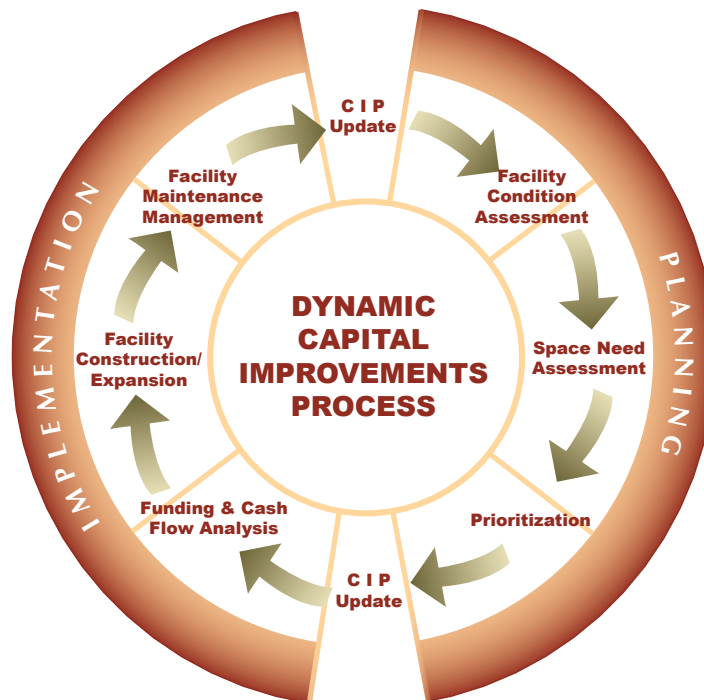 C I P
Update
Facility
Condition
Assessment
PLANNING
Space Need
Assessment
Prioritization
C I P
Update
Funding & Cash
Flow Analysis
Facility
Construction/
Expansion
IMPLEMENTATION
Facility
Maintenance
Management
DYNAMIC
CAPITAL
IMPROVEMENTS
PROCESS